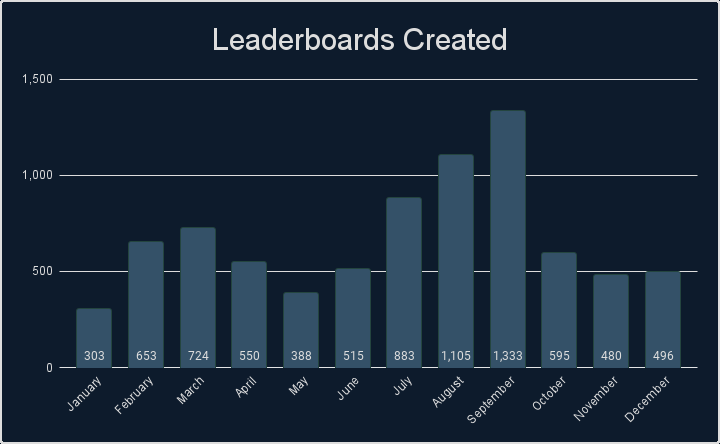 Leaderboards Created
1,500
1,000
500
0
303 653 724 550 388 515 883 1,105 1,333 595 480 496
January February March April May June July August September October November December